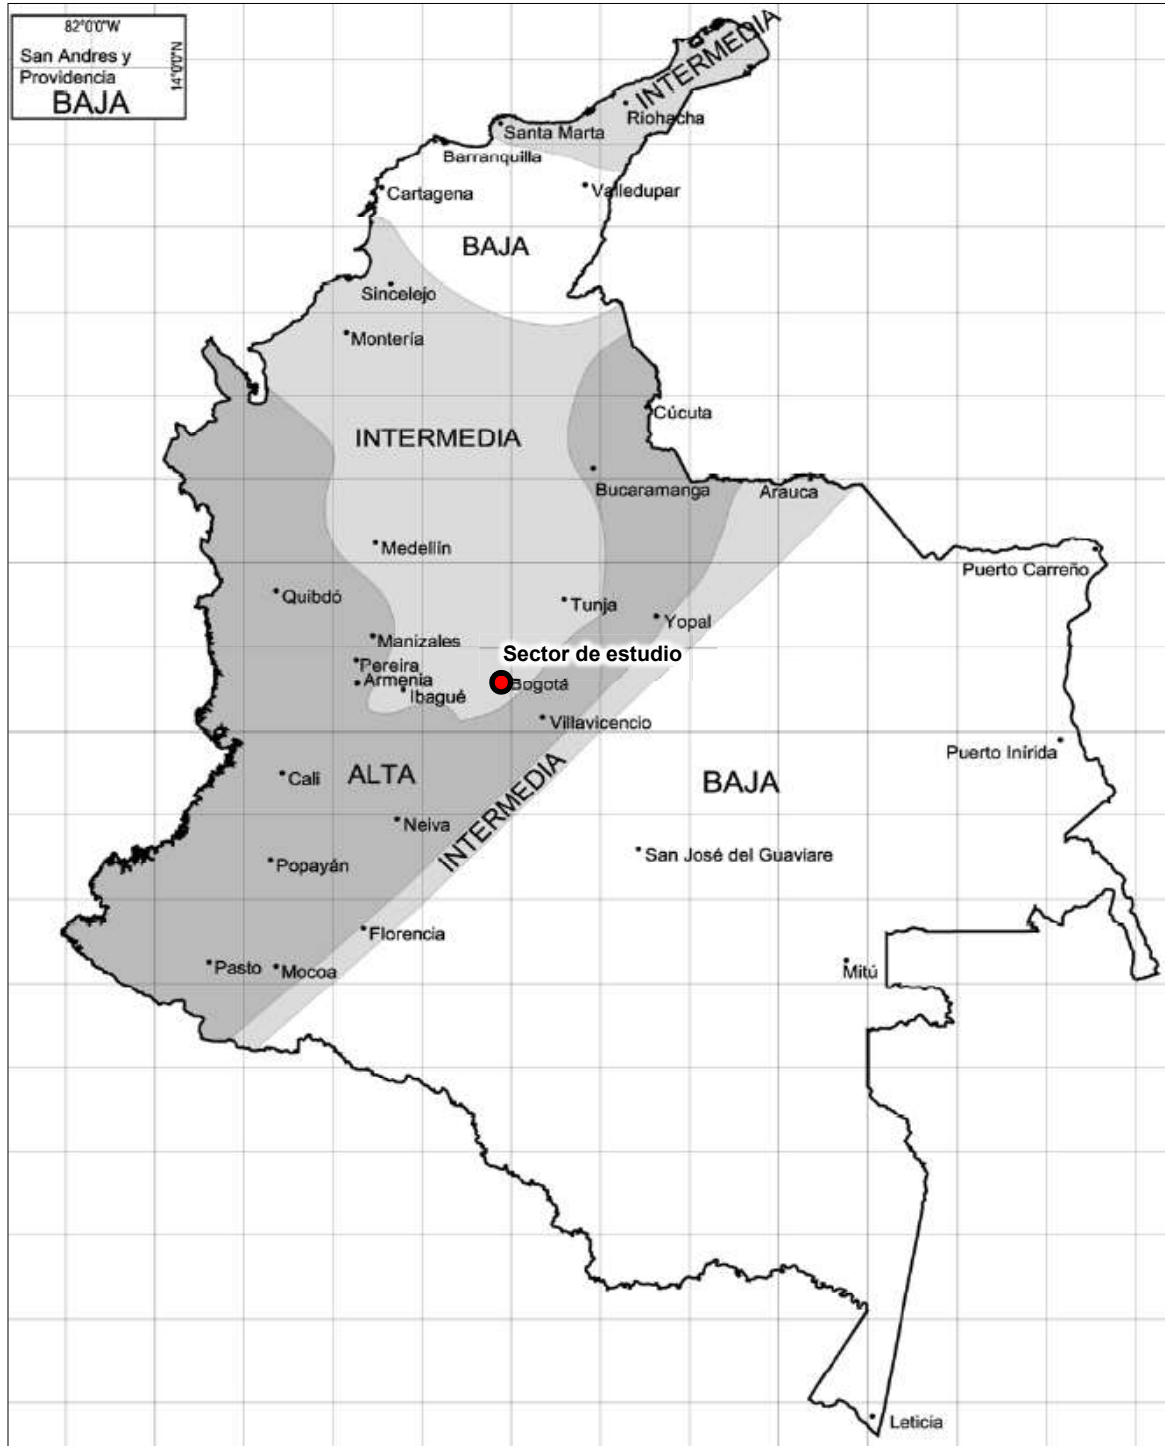 82°0'0"W
San Andres y
Providencia
14°0'0"N
BAJA
INTERMEDIA
Riohacha
Santa Marta
Barranquilla
Valledupar
Cartagena
BAJA
Sincelejo
Montería
Cúcuta
INTERMEDIA
Bucaramanga
Arauca
Medellín
Puerto Carreño
Quibdó
Tunja
Yopal
Manizales
Sector de estudio
Pereira
Armenia
Ibagué
Bogotá
Villavicencio
Puerto Inírida
Cali
ALTA
BAJA
INTERMEDIA
Neiva
San José del Guaviare
Popayán
Florencia
Pasto
Mocoa
Mitú
Leticia